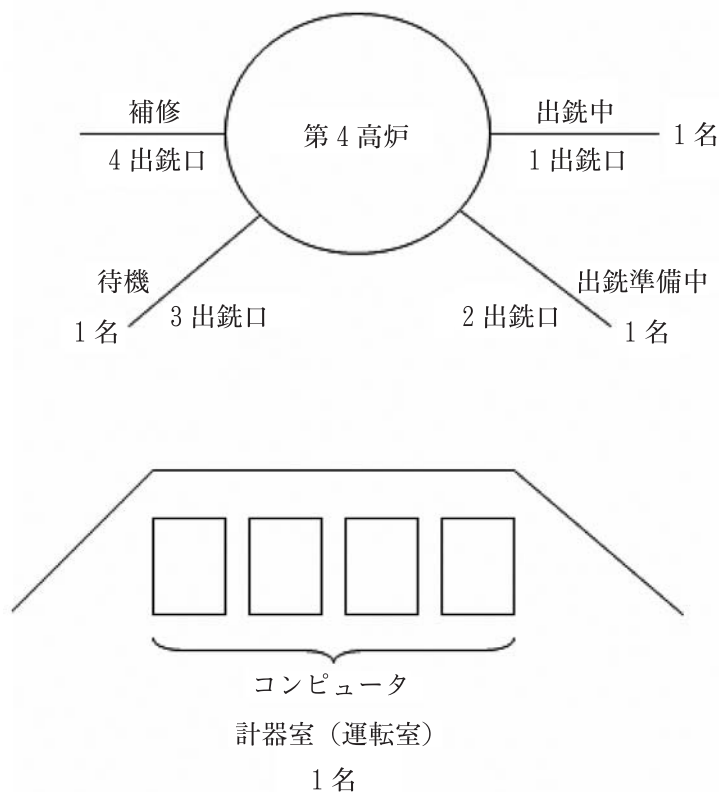 補修
4出銑口
第4高炉
出銑中
1出銑口
1名
待機
1名
3出銑口
2出銑口
出銑準備中
1名
コンピュータ
計器室（運転室）
1名